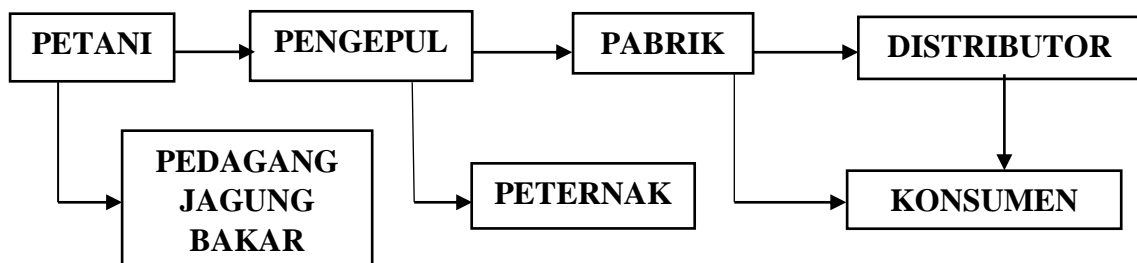 PETANI
PENGEPUL
PABRIK
DISTRIBUTOR
PEDAGANG
JAGUNG
BAKAR
PETERNAK
KONSUMEN